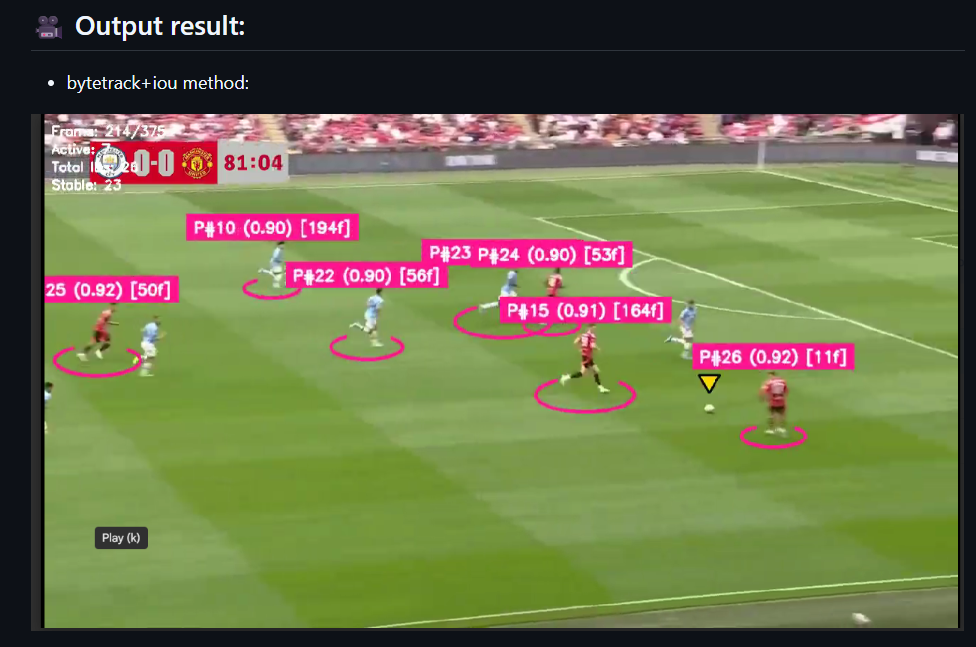 Output result:
bytetrack+iou method:
Frame: 214/375
Active: 7
Total
Stable: 23
0-0
81:04
P#10 (0.90) [194f]
P#23
P#24 (0.90) [53f]
P#22 (0.90) [56f]
25 (0.92) [50f]
P#15 (0.91) [164f]
P#26 (0.92) [11f]
Play (k)